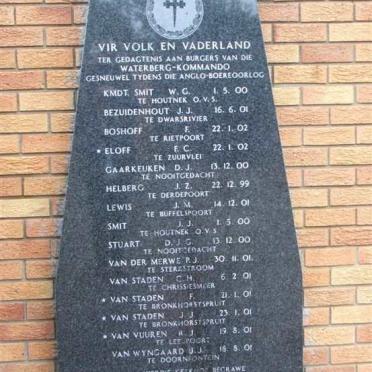 VIR VOLK EN VADERLAND
TER GEDAGTENIS AAN BURGERS VAN DIE
WATERBERG-KOMMANDO
GESNEUWEL TYDENS DIE ANGLO-BOEREOORLOG
KMDT. SMIT W.G. 1. 5. 00
TE HOUTNEK O.V.S.
BEZUIDENHOUT J.J. 16. 6. 01
TE DWARSRIVIER
BOSHOFF F. 22. 1. 02
TE RIETPOORT
* ELOFF F.C. 22. 1. 02
TE ZUURVLEI
GAARKEUKEN D.J. 13. 12. 00
TE NOOITGEDACHT
HELBERG J.Z. 22. 12. 99
TE DERDEPOORT
LEWIS J.M. 14. 12. 01
TE BUFFELSPOORT
SMIT J.J. 1. 5. 00
TE HOUTNEK O.V.S.
STUART D.J.G. 13. 12. 00
TE NOOITGEDACHT
VAN DER MERWE P.J. 30. 11. 01
TE STERKSTROOM
VAN STADEN C.H. 6. 2. 01
TE CHRISSIESMEER
* VAN STADEN F. 21. 1. 01
TE BRONKHORSTSPRUIT
* VAN STADEN J.J. 23. 1. 01
TE BRONKHORSTSPRUIT
* VAN VUUREN R.J. 19. 8. 01
TE LEEUPOORT
VAN WYNGAARD J.J. 18. 8. 01
TE DOORNFONTEIN
BEGRAWE